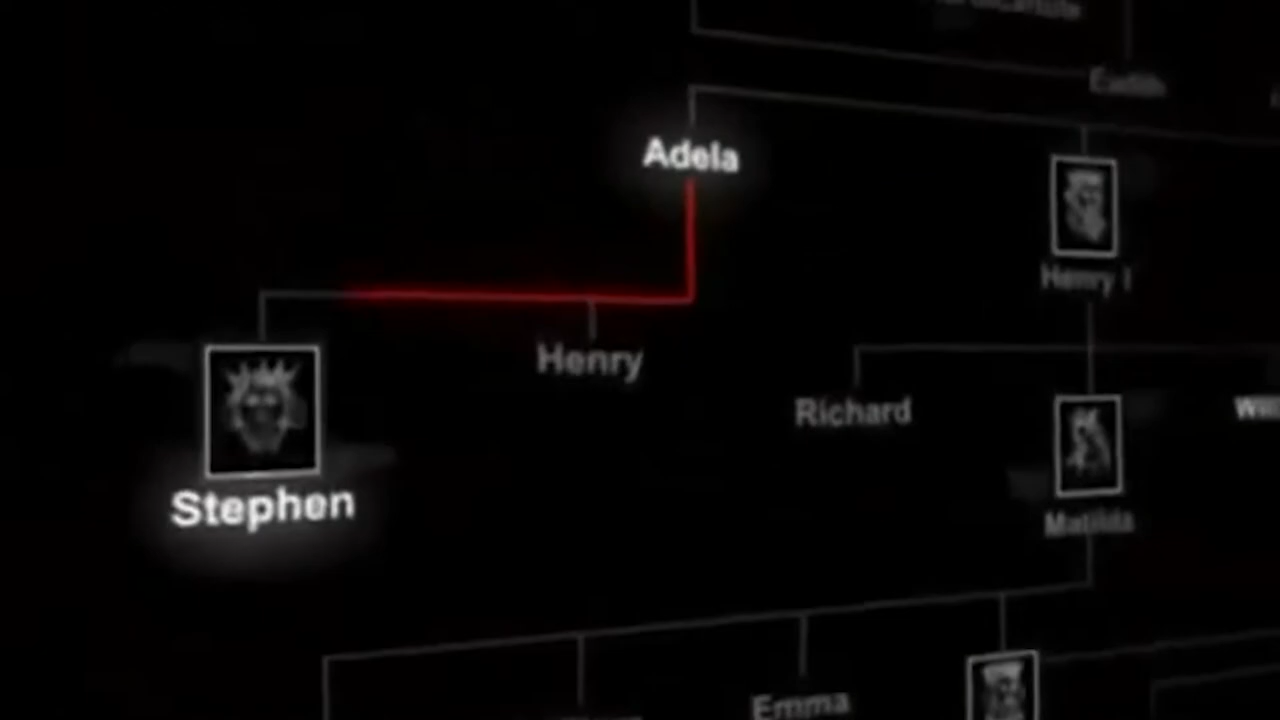 Adela
Henry I
Henry
Richard
Stephen
Matilda
Emma